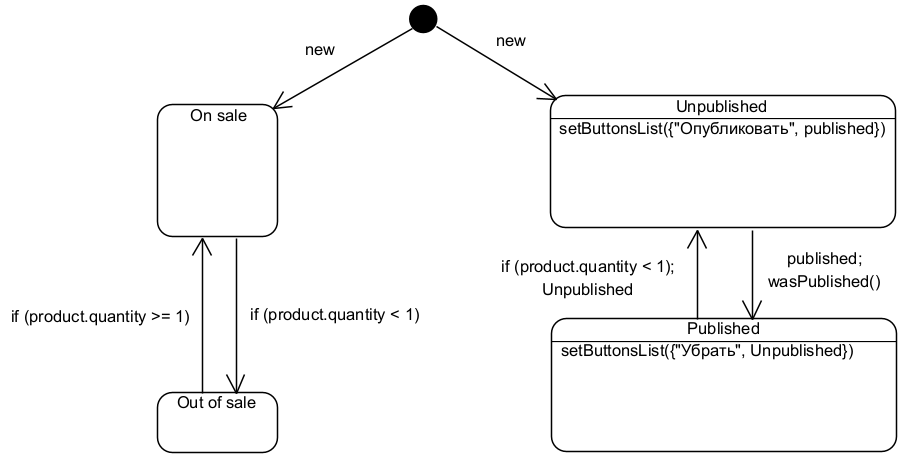 new
new
On sale
Unpublished
setButtonsList({"Опубликовать", published})
if (product.quantity >= 1)
if (product.quantity < 1)
if (product.quantity < 1);
Unpublished
published;
wasPublished()
Out of sale
Published
setButtonsList({"Убрать", Unpublished})